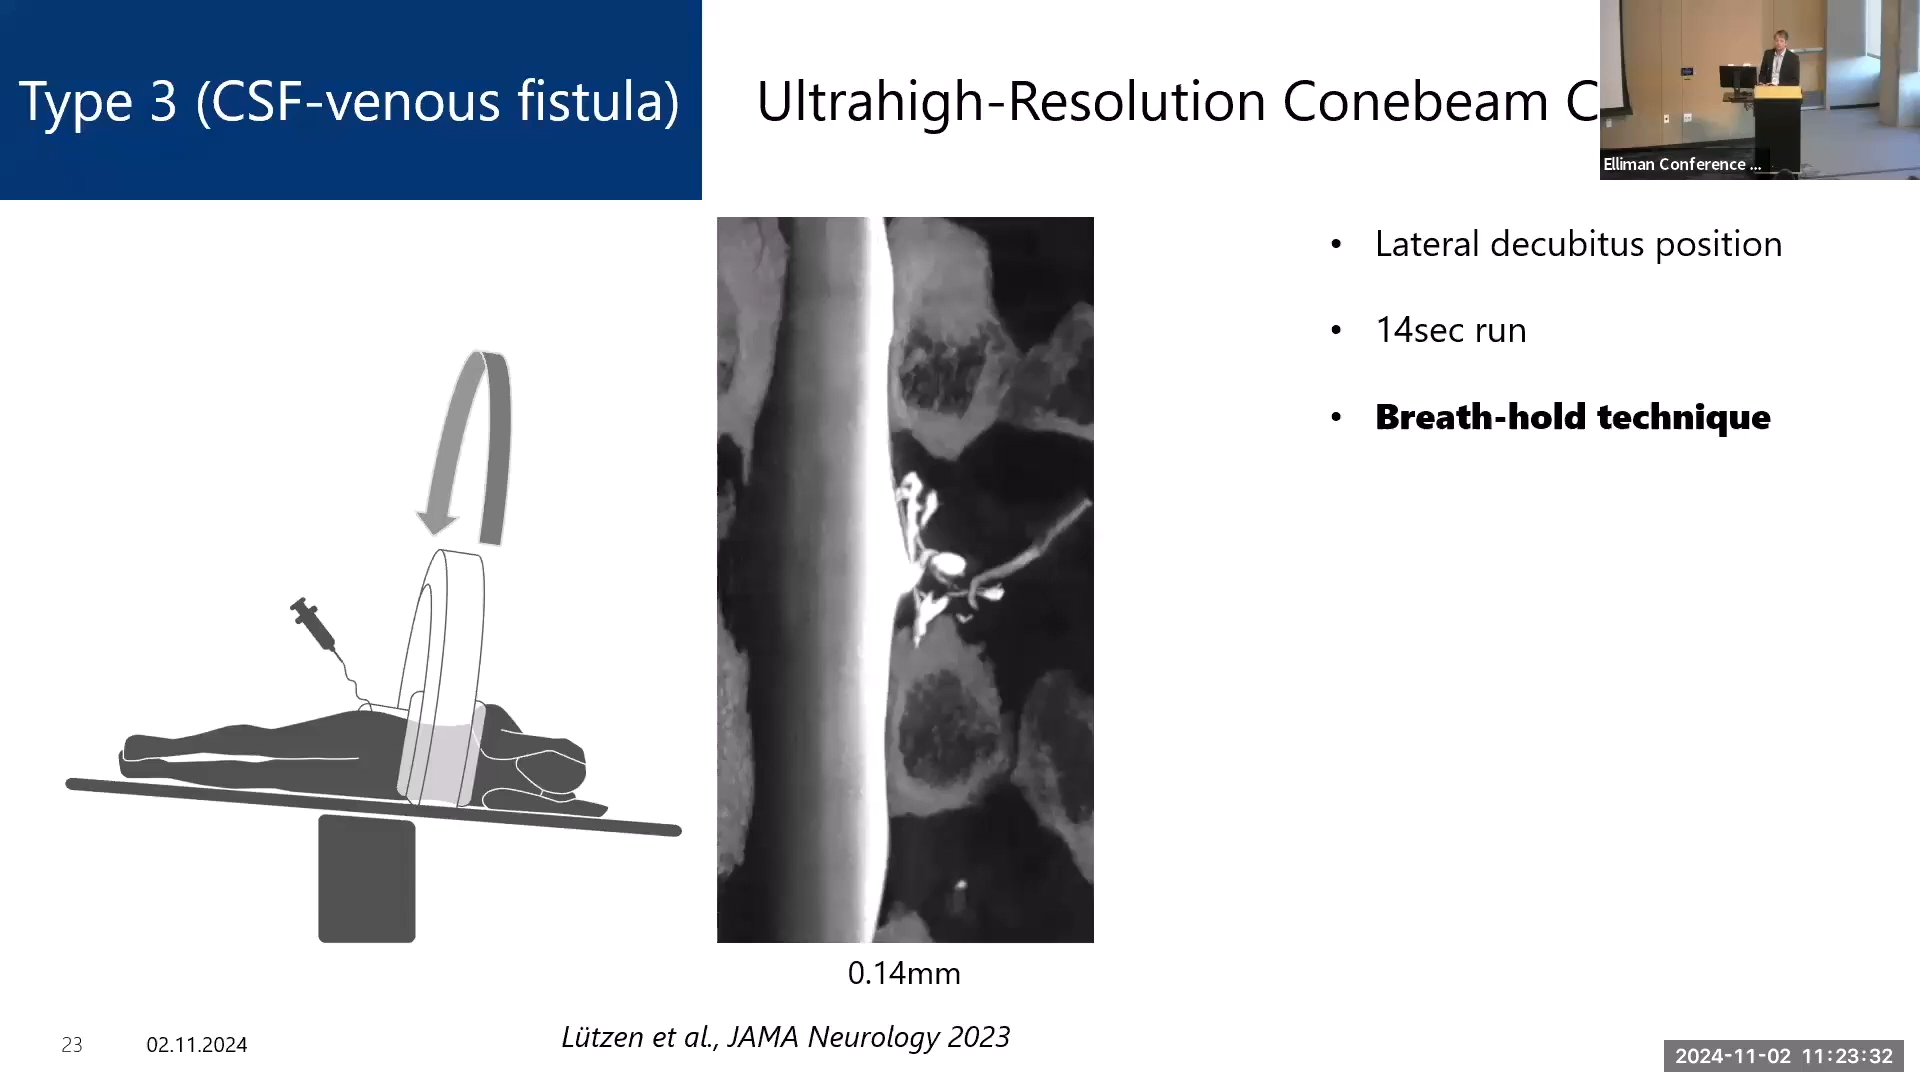 Type 3 (CSF-venous fistula)
Ultrahigh-Resolution Conebeam C
Elliman Conference ...
• Lateral decubitus position
• 14sec run
• Breath-hold technique
0.14mm
Lützen et al., JAMA Neurology 2023
23
02.11.2024
2024-11-02 11:23:32